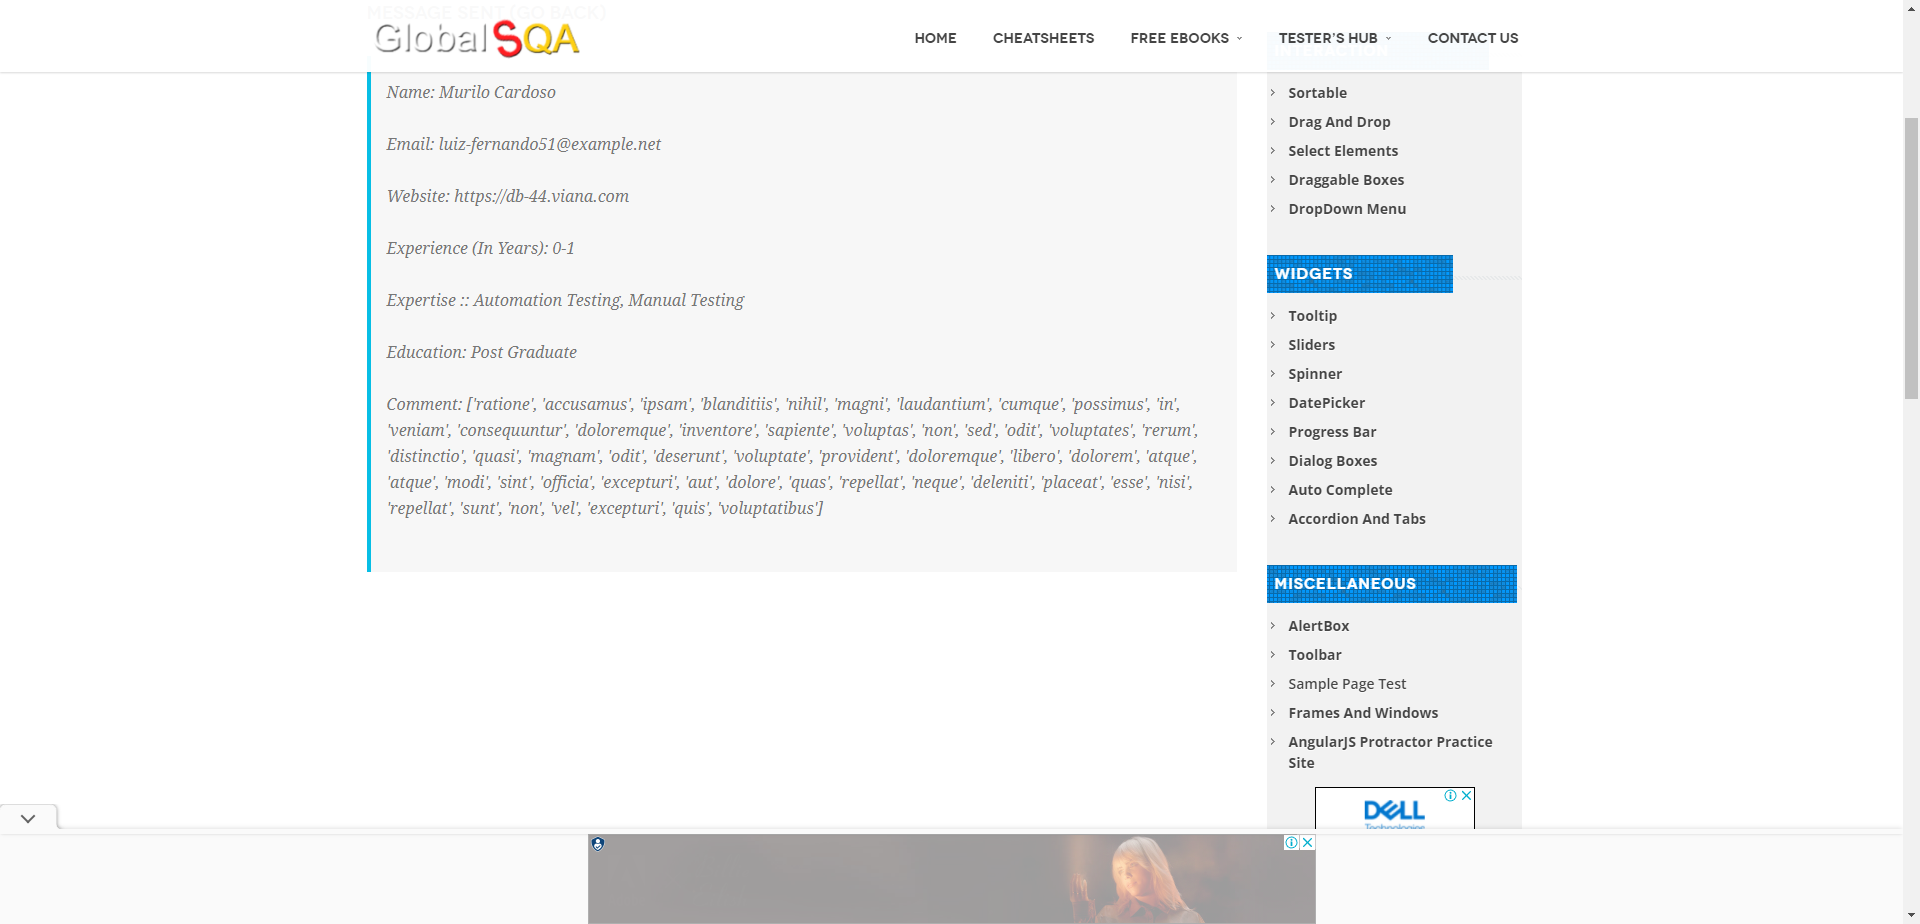 MESSAGE SENT (GO BACK)
GlobalSQA
HOME CHEATSHEETS FREE EBOOKS TESTER'S HUB CONTACT US
Name: Murilo Cardoso
Email: luiz-fernando51@example.net
Website: https://db-44.viana.com
Experience (In Years): 0-1
Expertise :: Automation Testing, Manual Testing
Education: Post Graduate
Comment: ['ratione', 'accusamus', 'ipsam', 'blanditiis', 'nihil', 'magni', 'laudantium', 'cumque', 'possimus', 'in',
'veniam', 'consequuntur', 'doloremque', 'inventore', 'sapiente', 'voluptas', 'non', 'sed', 'odit', 'voluptates', 'rerum',
'distinctio', 'quasi', 'magnam', 'odit', 'deserunt', 'voluptate', 'provident', 'doloremque', 'libero', 'dolorem', 'atque',
'atque', 'modi', 'sint', 'officia', 'excepturi', 'aut', 'dolore', 'quas', 'repellat', 'neque', 'deleniti', 'placeat', 'esse', 'nisi',
'repellat', 'sunt', 'non', 'vel', 'excepturi', 'quis', 'voluptatibus']
Sortable
Drag And Drop
Select Elements
Draggable Boxes
DropDown Menu
WIDGETS
Tooltip
Sliders
Spinner
DatePicker
Progress Bar
Dialog Boxes
Auto Complete
Accordion And Tabs
MISCELLANEOUS
AlertBox
Toolbar
Sample Page Test
Frames And Windows
AngularJS Protractor Practice
Site
DELL
Technologies